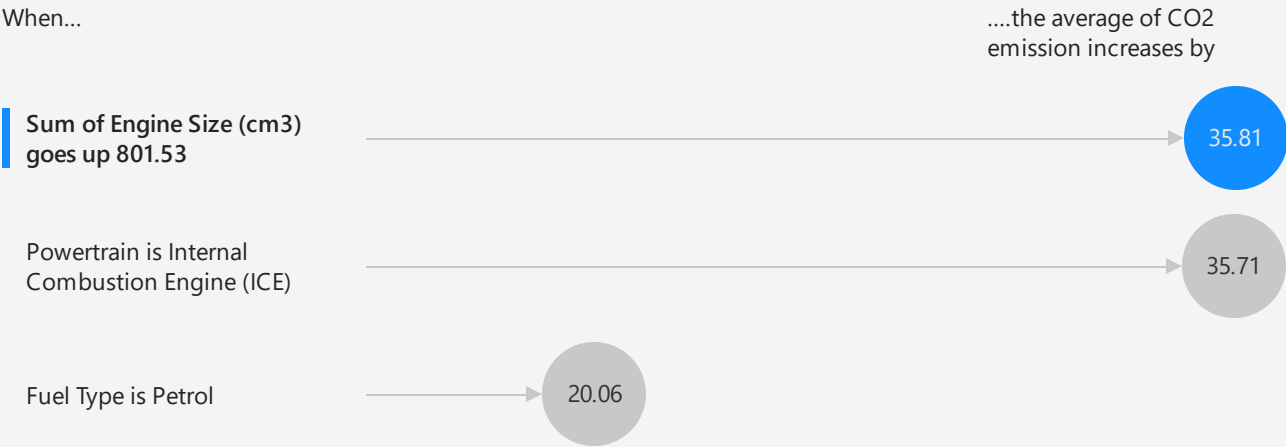 When...
....the average of CO2
emission increases by
Sum of Engine Size (cm3)
goes up 801.53
35.81
Powertrain is Internal
Combustion Engine (ICE)
35.71
Fuel Type is Petrol
20.06